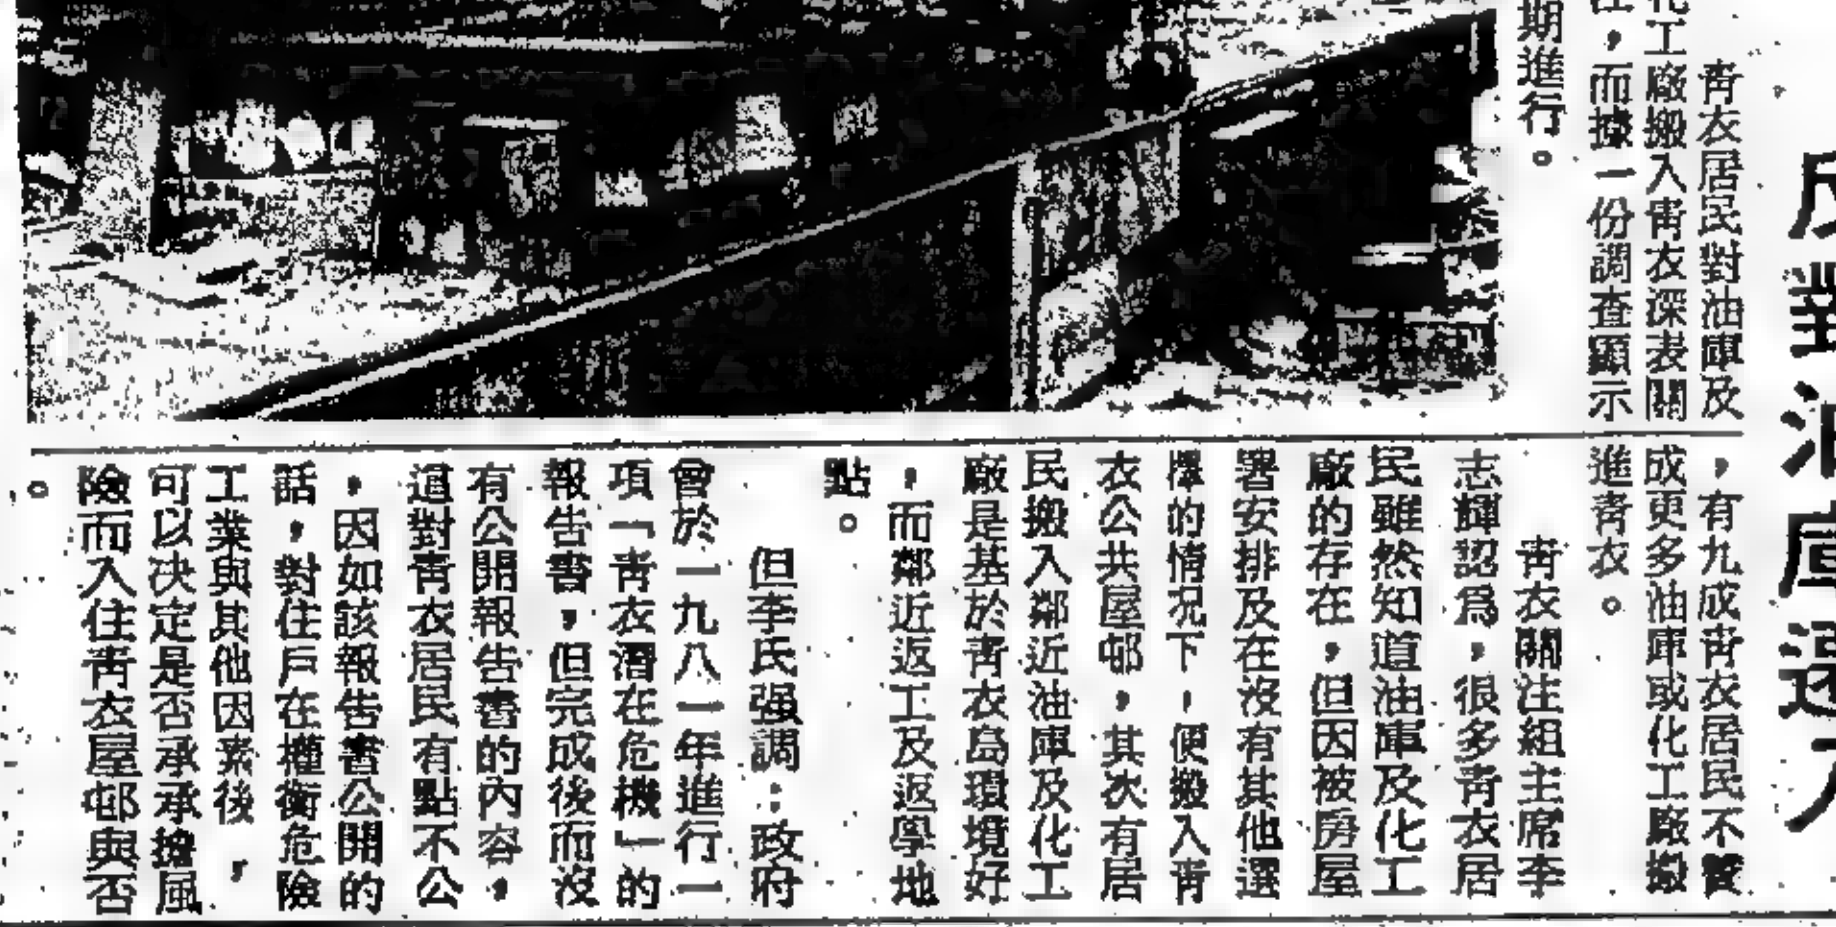 反對油庫遷入
期進行。
青衣居民對油庫及
化工廠搬入青衣深表關
注，而據一份調查顯示
，有九成青衣居民不贊
成更多油庫或化工廠搬
進青衣。
青衣關注組主席李
志輝認爲，很多青衣居
民雖然知道油庫及化工
廠的存在，但因被房屋
署安排及在沒有其他選
擇的情況下，便搬入青
衣公共屋邨，其次有居
民搬入鄰近油庫及化工
廠是基於青衣島環境好
，而鄰近返工及返學地
點。
但李氏强調：政府
曾於一九八一年進行一
項「青衣潛在危機」的
報告書，但完成後而沒
有公開報告書的內容，
這對青衣居民有點不公
，因如該報告書公開的
話，對住戶在權衡危險
工業與其他因素後，
可以决定是否承承擔風
險而入住青衣屋邨與否
。